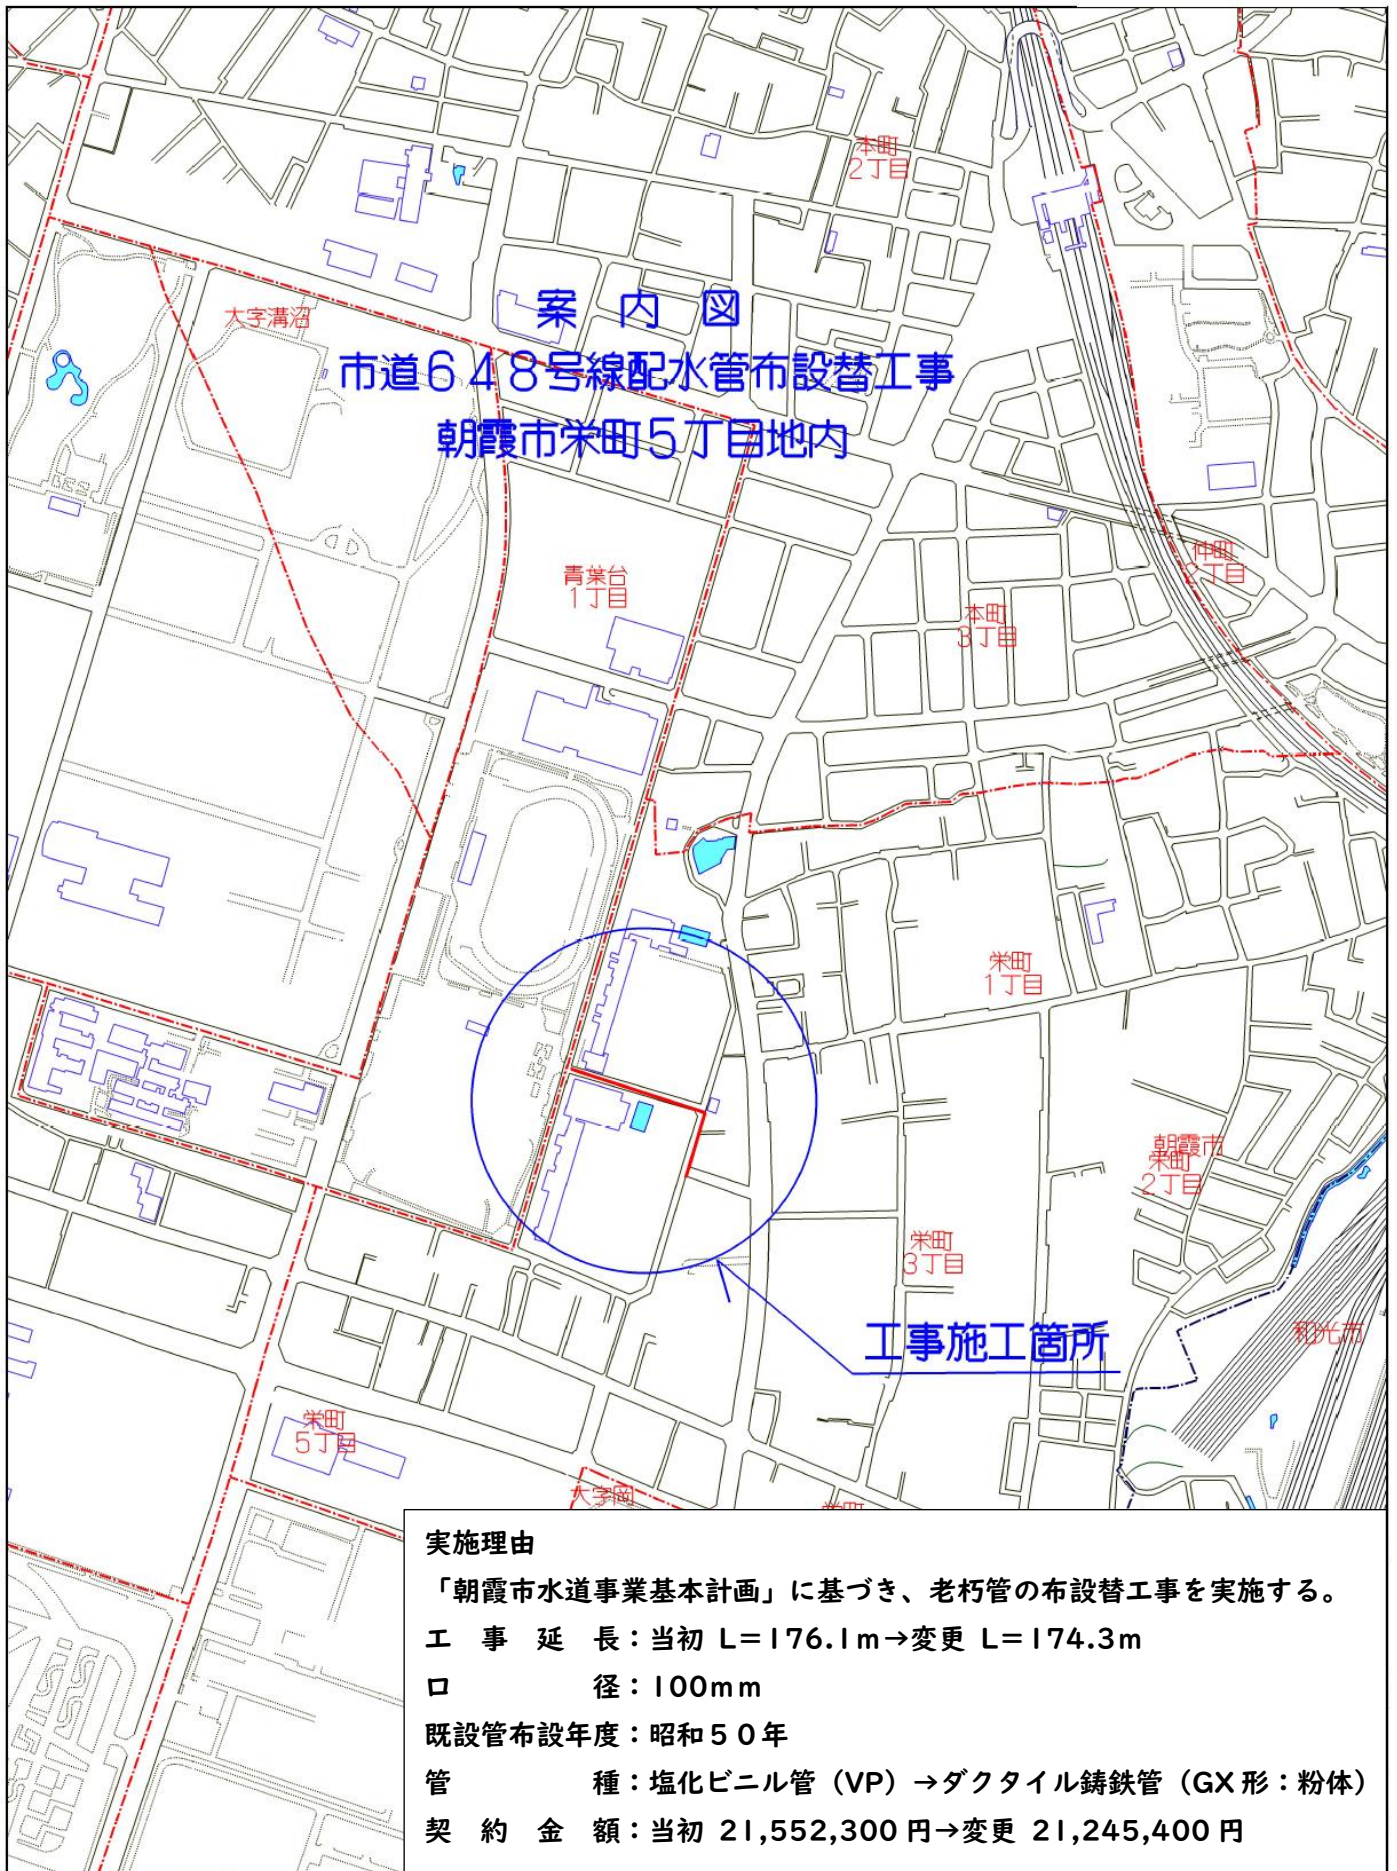 本町
2丁目
大字溝沼
案 内 図
市道648号線配水管布設替工事
朝霞市栄町5丁目地内
青葉台
1丁目
仲町
丁目
本町
3丁目
栄町
1丁目
朝霞市
栄町
2丁目
栄町
3丁目
工事施工箇所
和光市
栄町
5丁目
大字岡
実施理由
「朝霞市水道事業基本計画」に基づき、老朽管の布設替工事を実施する。
工 事 延 長：当初 L=176.1m→変更 L=174.3m
口 径：100mm
既設管布設年度：昭和50年
管 種：塩化ビニル管（VP）→ダクタイル鋳鉄管（GX形：粉体）
契 約 金 額：当初 21,552,300円→変更 21,245,400円